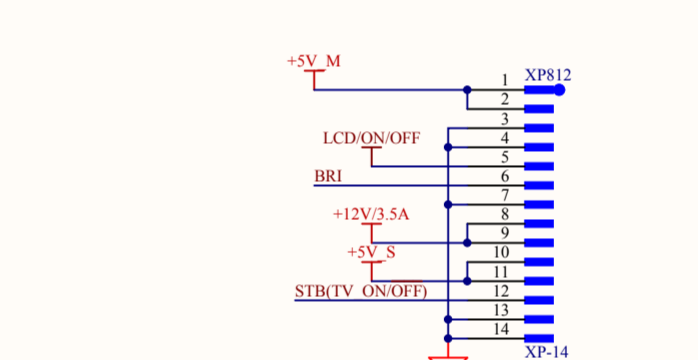 +5V_M
XP812
1
2
3
LCD/ON/OFF
4
5
BRI
6
7
+12V/3.5A
8
9
+5V_S
10
11
STB(TV_ON/OFF)
12
13
14
XP-14